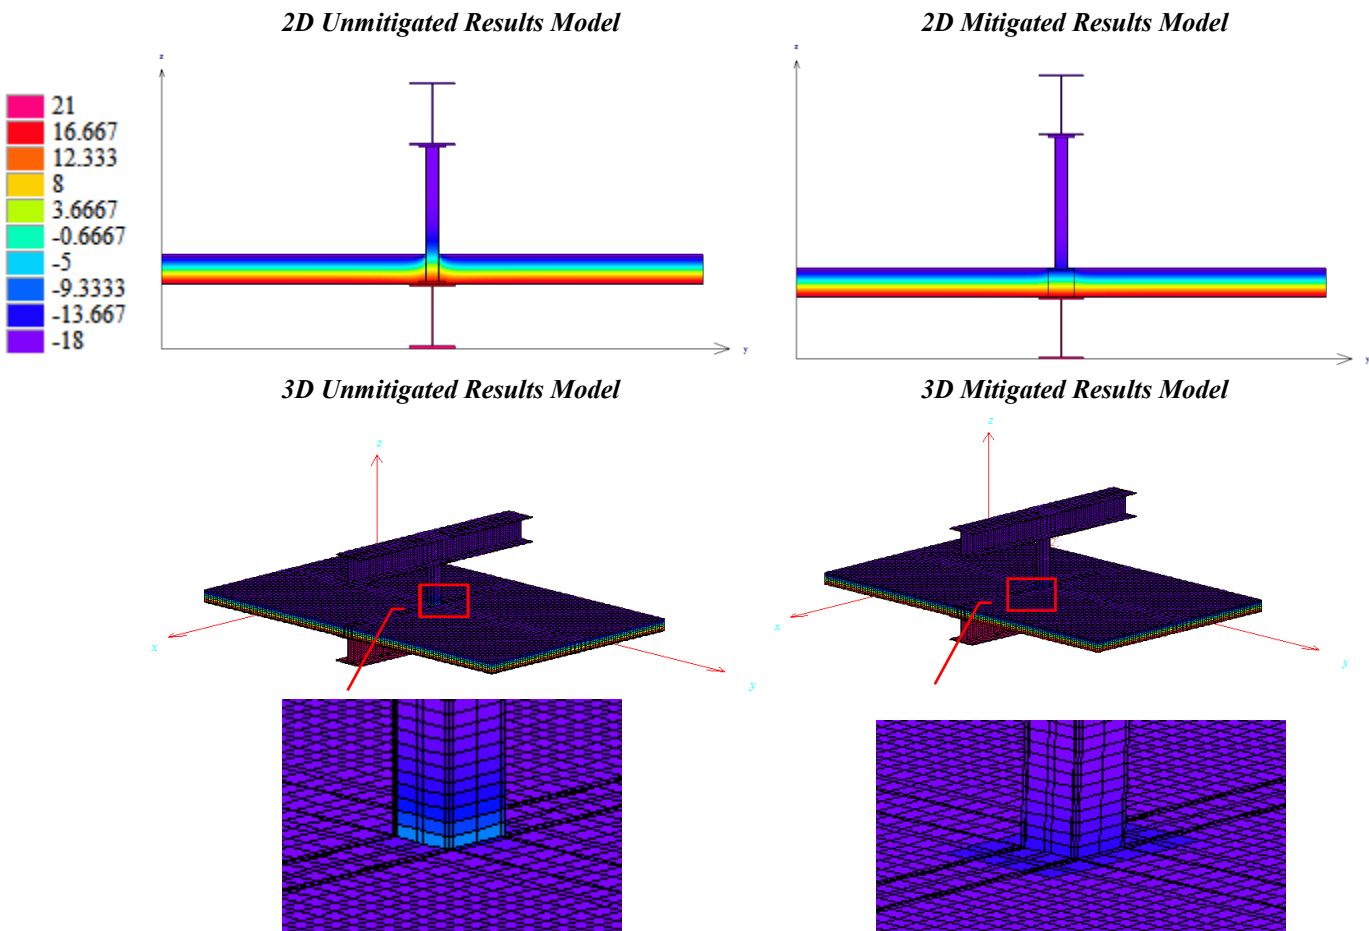 2D Unmitigated Results Model
2D Mitigated Results Model
z
z
21
16.667
12.333
8
3.6667
-0.6667
-5
-9.3333
-13.667
-18
y
y
3D Unmitigated Results Model
3D Mitigated Results Model
z
z
x
y
x
y